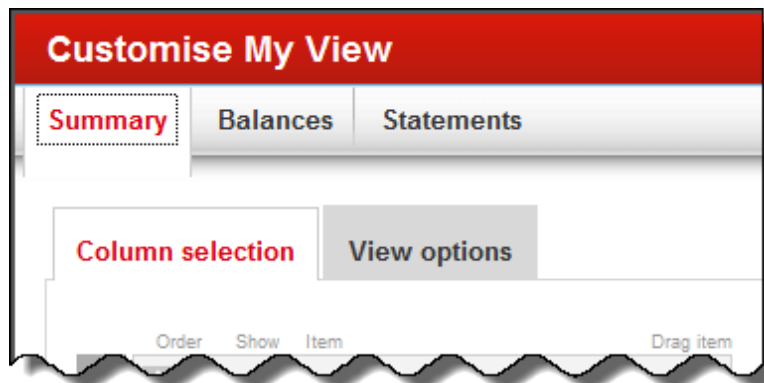 Customise My View
Summary Balances Statements
Column selection View options
Order Show Item Drag item